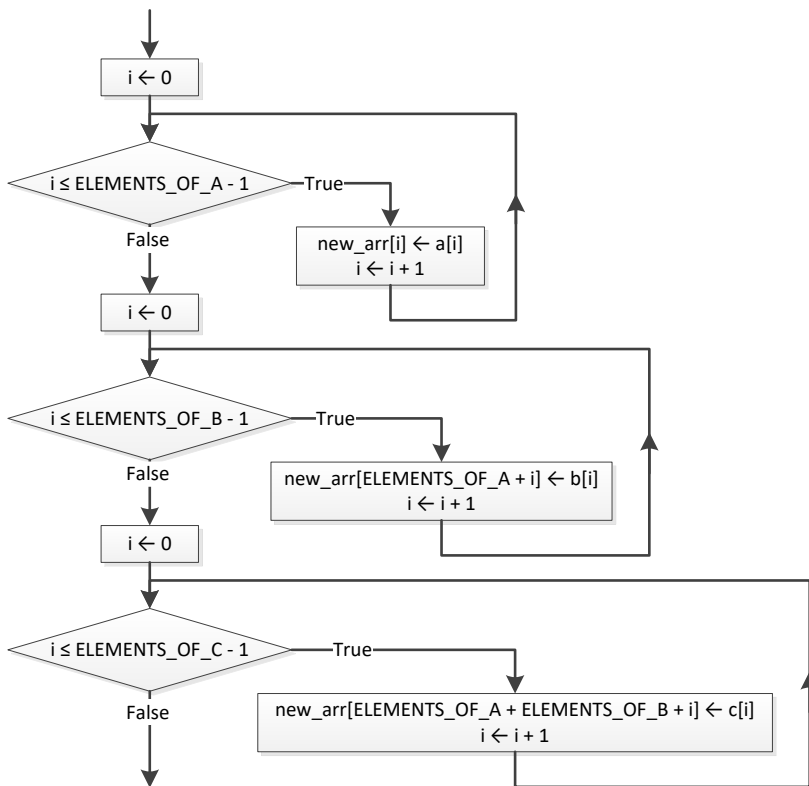 i ← 0
i ≤ ELEMENTS_OF_A - 1
True
False
new_arr[i] ← a[i]
i ← i + 1
i ← 0
i ≤ ELEMENTS_OF_B - 1
True
False
new_arr[ELEMENTS_OF_A + i] ← b[i]
i ← i + 1
i ← 0
i ≤ ELEMENTS_OF_C - 1
True
False
new_arr[ELEMENTS_OF_A + ELEMENTS_OF_B + i] ← c[i]
i ← i + 1